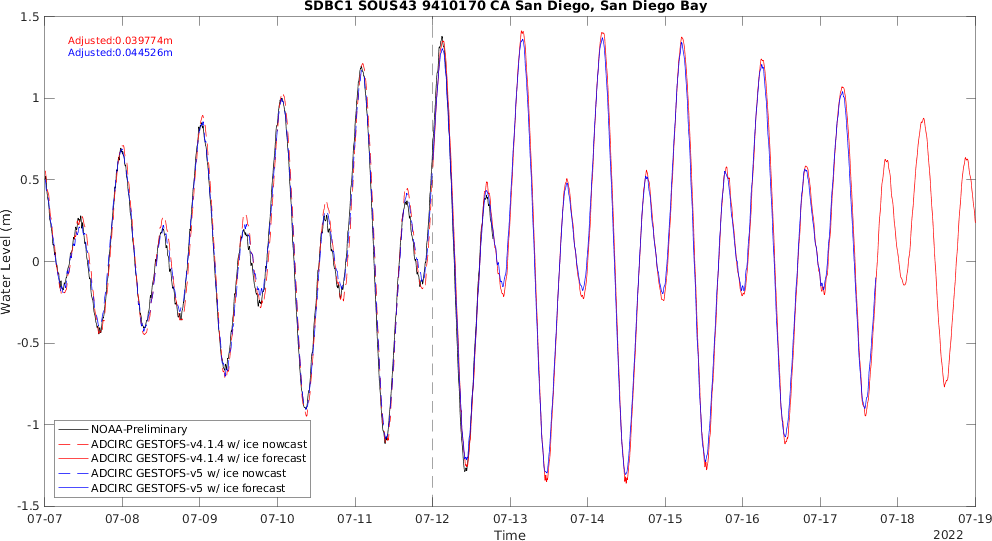 SDBC1 SOUS43 9410170 CA San Diego, San Diego Bay
Adjusted:0.039774m
Adjusted:0.044526m
1.5
1
0.5
0
-0.5
-1
-1.5
Water Level (m)
NOAA-Preliminary
ADCIRC GESTOFS-v4.1.4 w/ ice nowcast
ADCIRC GESTOFS-v4.1.4 w/ ice forecast
ADCIRC GESTOFS-v5 w/ ice nowcast
ADCIRC GESTOFS-v5 w/ ice forecast
07-07 07-08 07-09 07-10 07-11 07-12 07-13 07-14 07-15 07-16 07-17 07-18 07-19
Time
2022